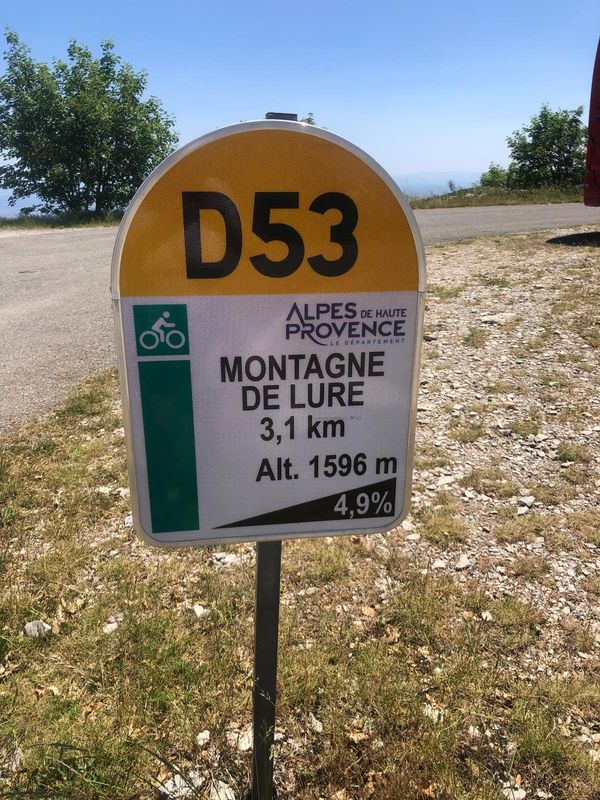 D53
ALPES DE HAUTE
PROVENCE
LE DÉPARTEMENT
MONTAGNE
DE LURE
3,1 km
Alt. 1596 m
4,9%